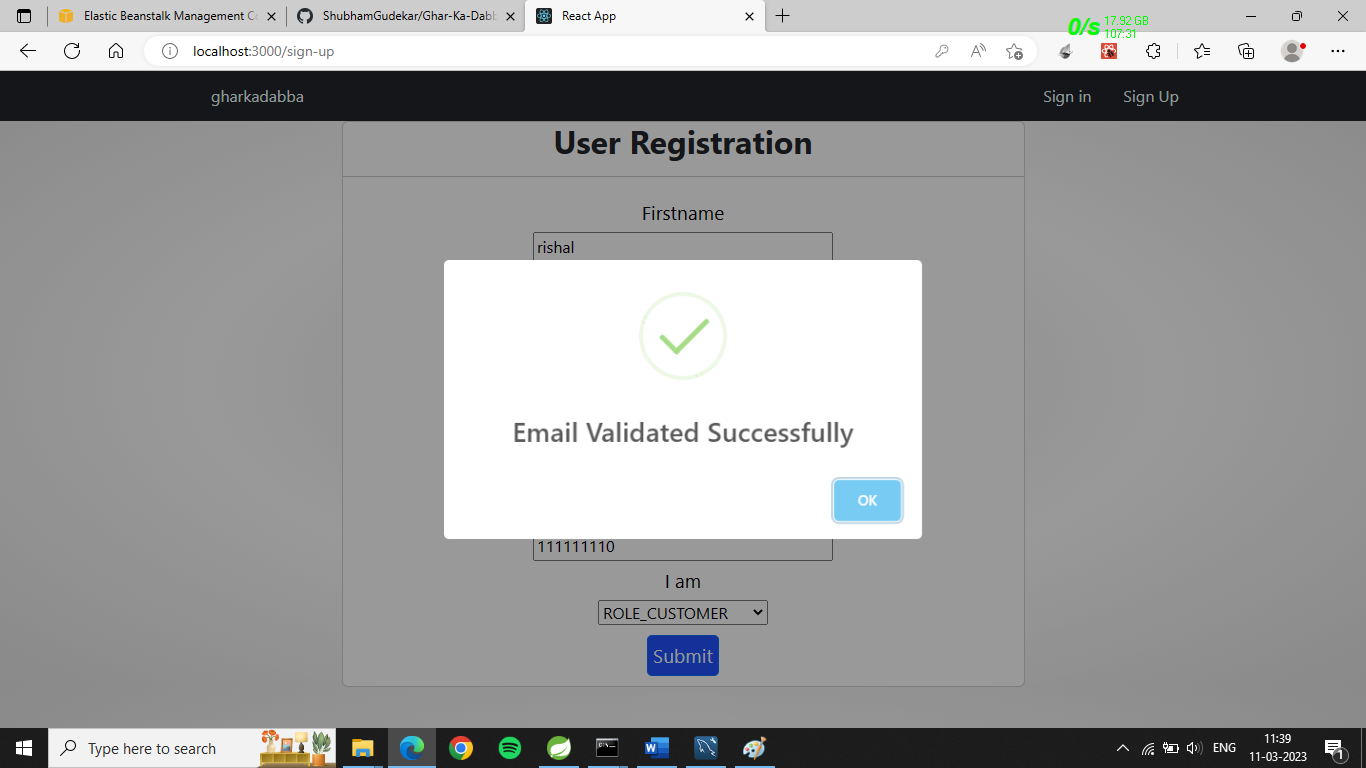 Elastic Beanstalk Management Co
ShubhamGudekar/Ghar-Ka-Dabb
React App
0/s 17.92 GB
107:31
localhost:3000/sign-up
gharkadabba
Sign in
Sign Up
User Registration
Firstname
rishal
Email Validated Successfully
OK
111111110
I am
ROLE_CUSTOMER
Submit
Type here to search
ENG
11:39
11-03-2023
1